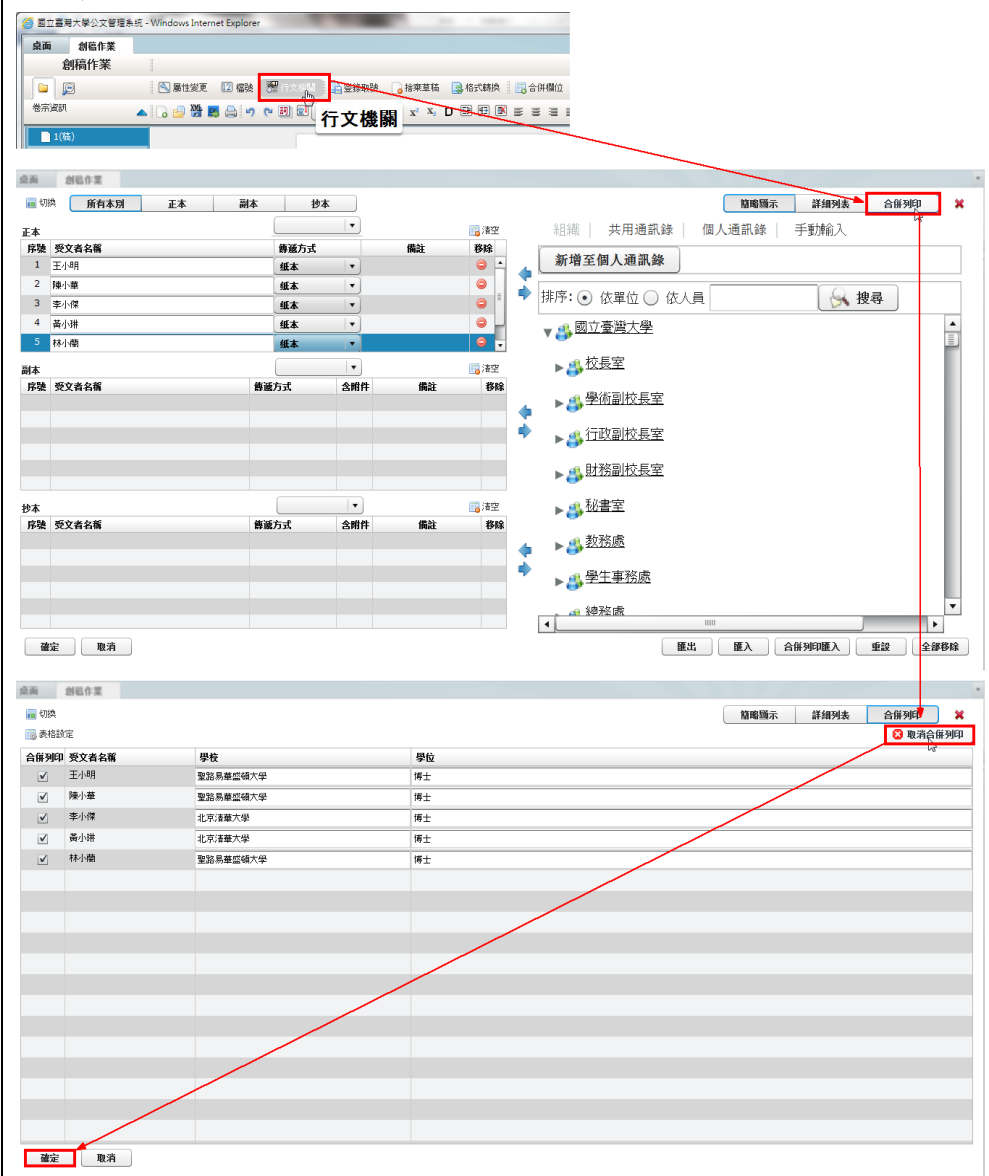 國立臺灣大學公文管理系統 - Windows Internet Explorer
桌面 創稿作業
創稿作業
屬性變更 檔號 行文機關 登錄取號 捨棄草稿 格式轉換 合併欄位
卷宗資訊
行文機關
1(稿)
桌面 創稿作業
切換 所有本別 正本 副本 抄本 簡略顯示 詳細列表 合併列印
組織 共用通訊錄 個人通訊錄 手動輸入
正本 清空
序號 受文者名稱 傳遞方式 備註 移除
1 王小明 紙本
2 陳小華 紙本
3 李小傑 紙本
4 黃小琳 紙本
5 林小蘭 紙本
新增至個人通訊錄
排序: 依單位 依人員 搜尋
國立臺灣大學
校長室
學術副校長室
行政副校長室
財務副校長室
秘書室
教務處
學生事務處
總務處
副本 清空
序號 受文者名稱 傳遞方式 含附件 備註 移除
抄本 清空
序號 受文者名稱 傳遞方式 含附件 備註 移除
確定 取消 匯出 匯入 合併列印匯入 重設 全部移除
桌面 創稿作業
切換 簡略顯示 詳細列表 合併列印
表格設定 取消合併列印
合併列印 受文者名稱 學校 學位
王小明 聖路易華盛頓大學 博士
陳小華 聖路易華盛頓大學 博士
李小傑 北京清華大學 博士
黃小琳 北京清華大學 博士
林小蘭 聖路易華盛頓大學 博士
確定 取消